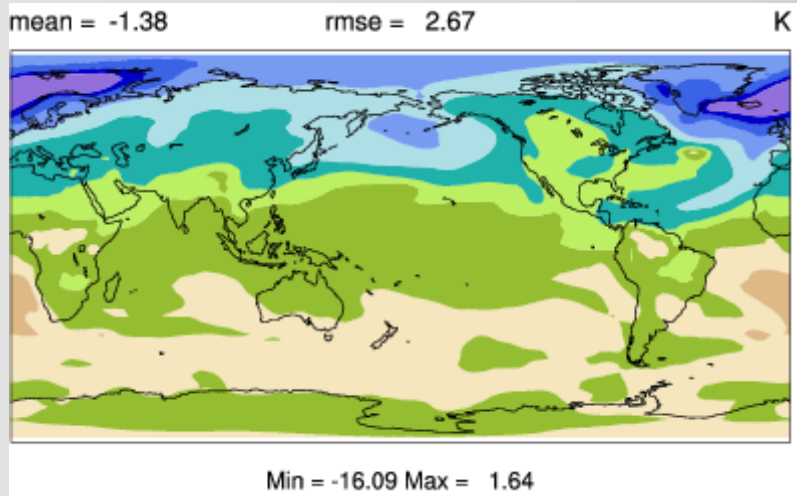 mean = -1.38 rmse = 2.67 K
Min = -16.09 Max = 1.64